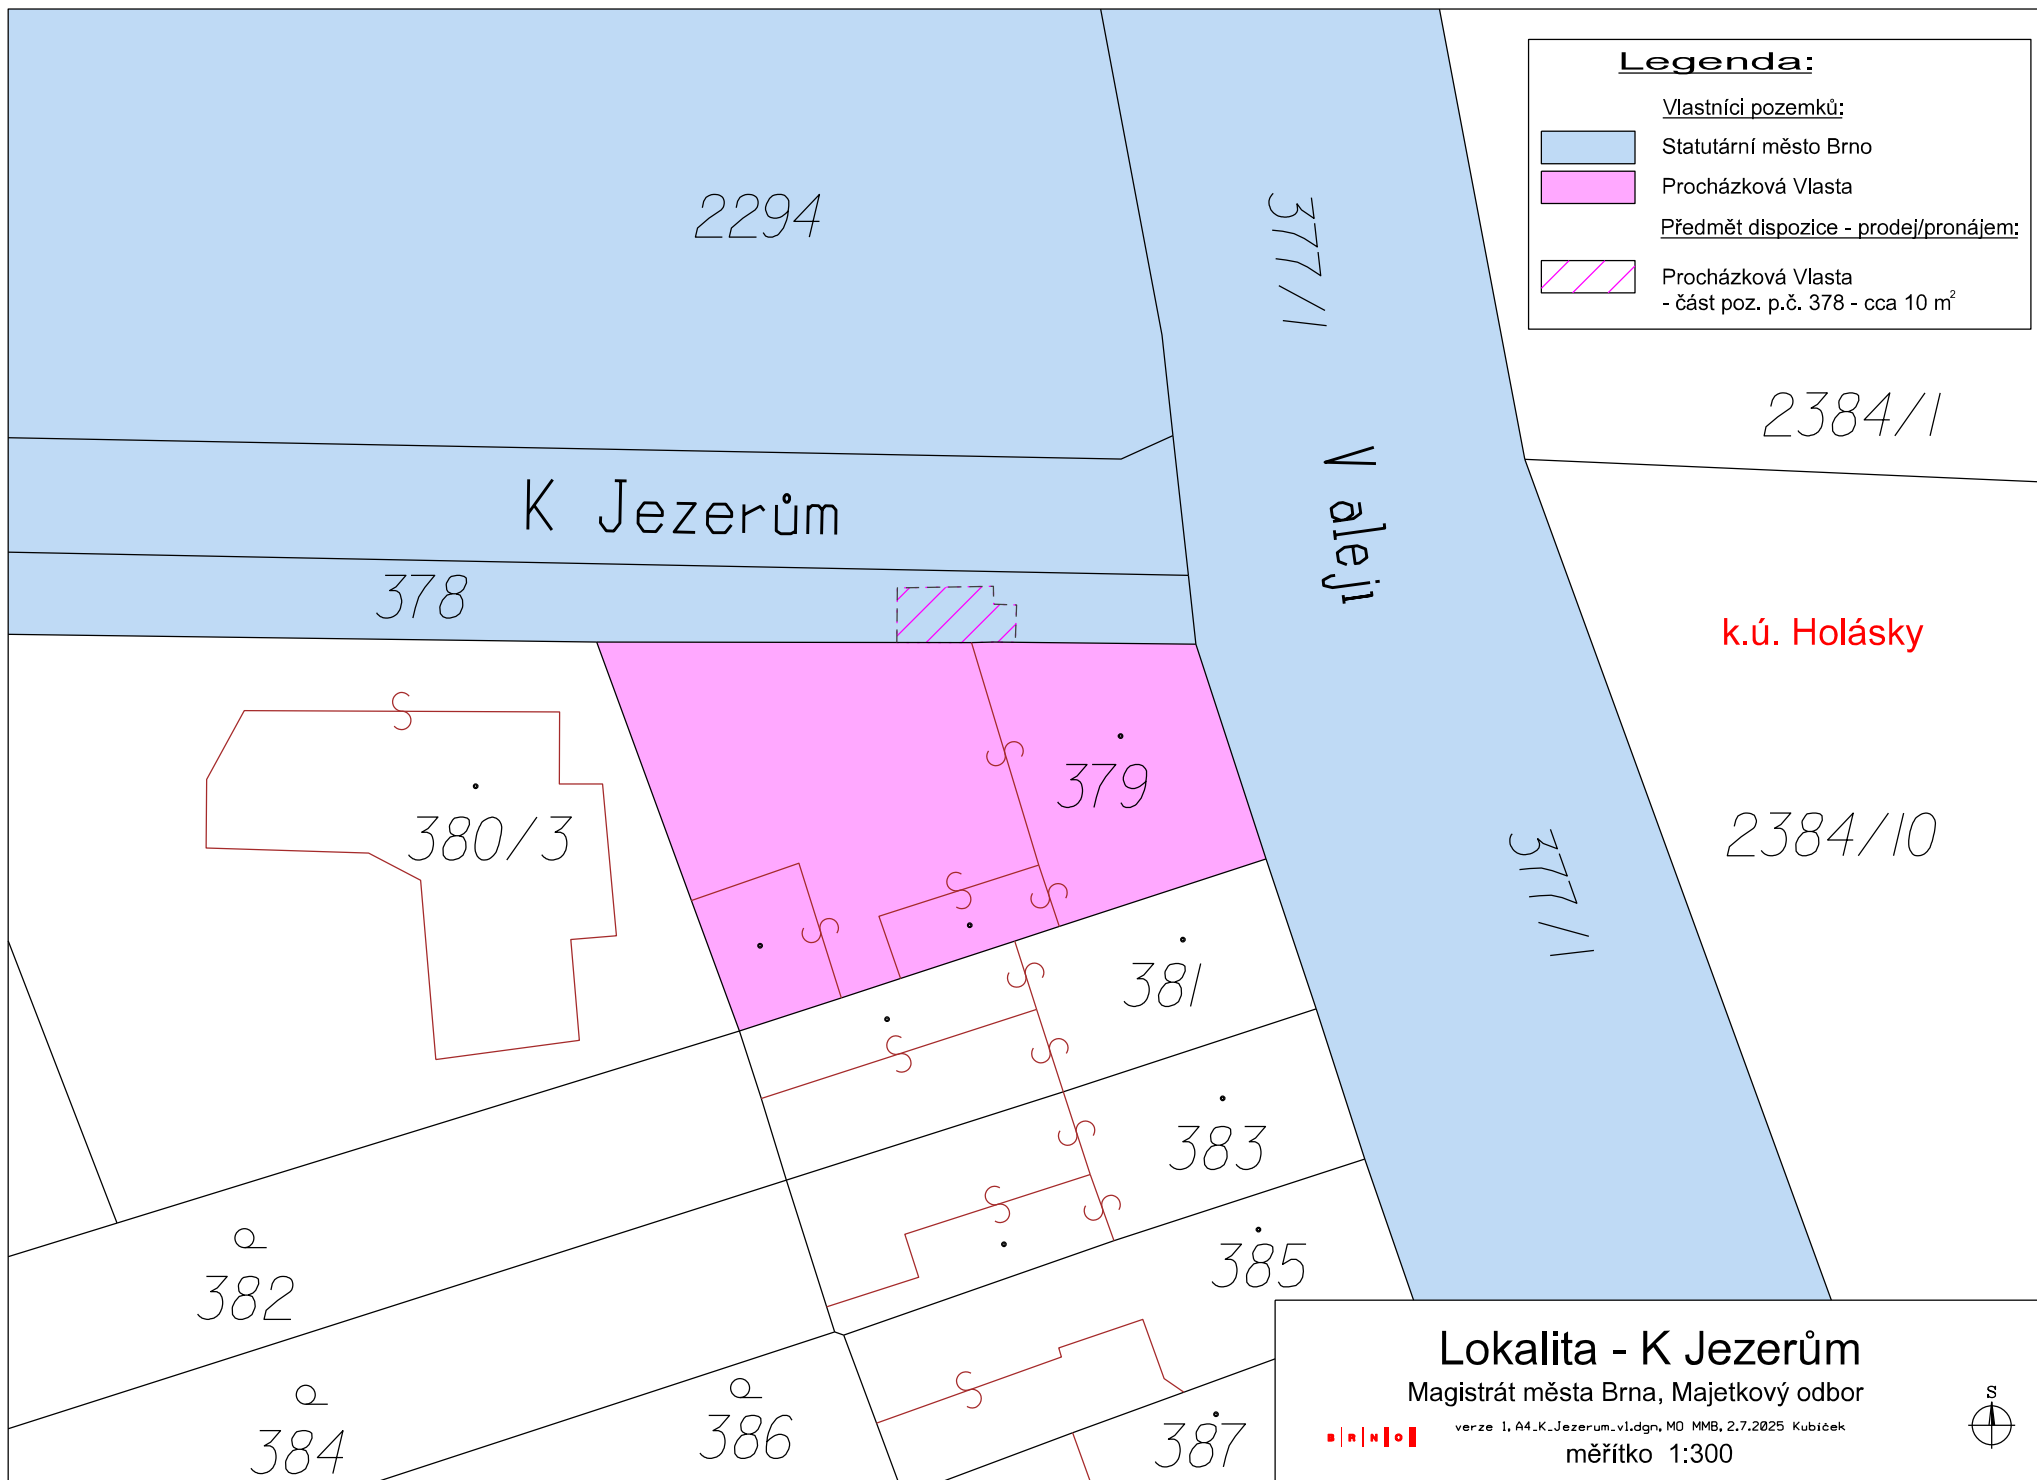 Legenda:
Vlastníci pozemků:
Statutární město Brno
Procházková Vlasta
Předmět dispozice - prodej/pronájem:
Procházková Vlasta
- část poz. p.č. 378 - cca 10 m²
2294
377/1
2384/1
K Jezerům
V aleji
378
k.ú. Holásky
379
380/3
2384/10
377/1
381
383
385
382
384
386
387
Lokalita - K Jezerům
Magistrát města Brna, Majetkový odbor
verze 1, A4_K_Jezerum_v1.dgn, MO MMB, 2.7.2025 Kubíček
BRNO
měřítko 1:300
S